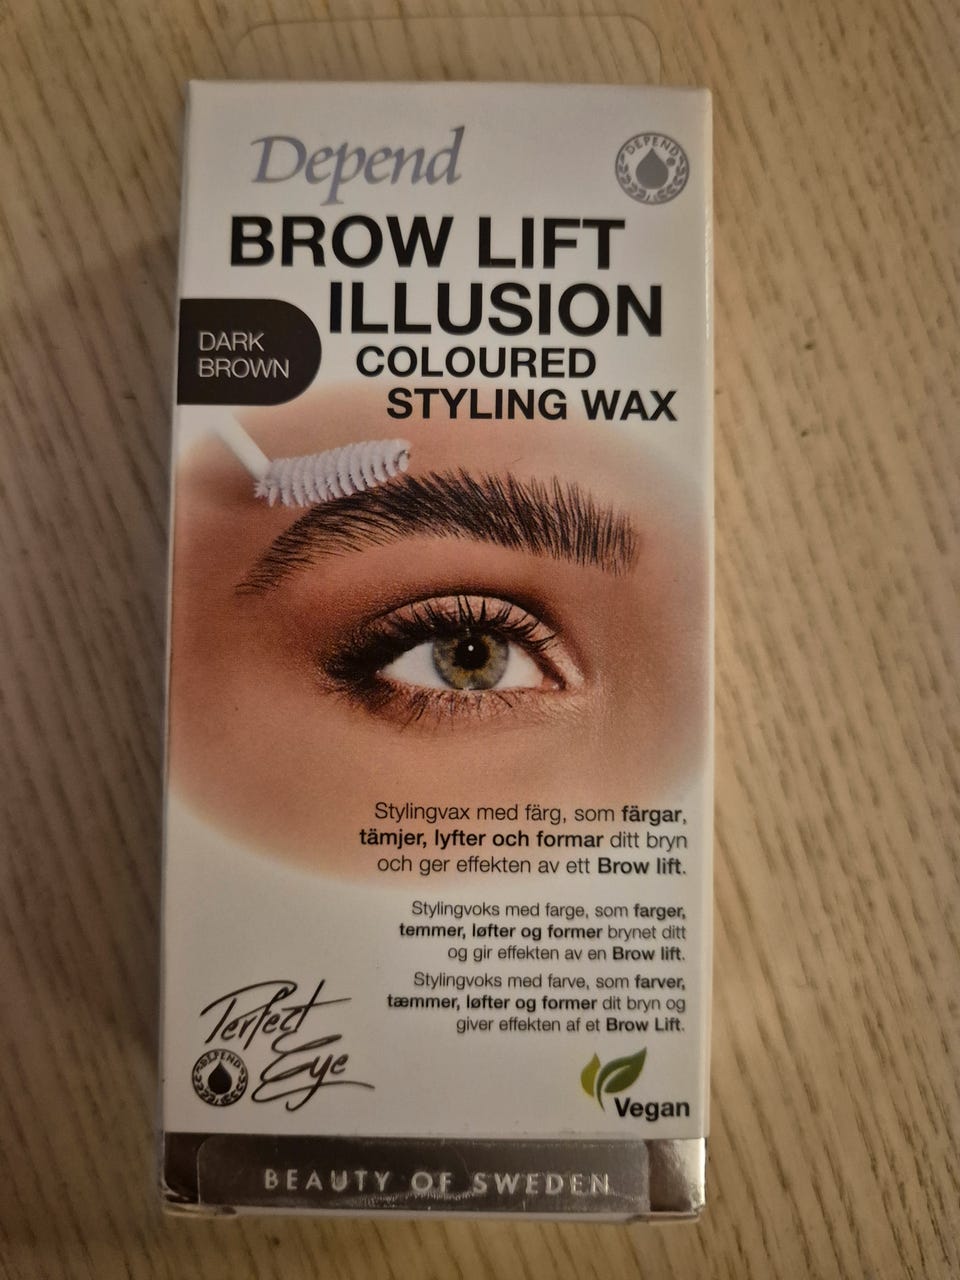 Depend
DEPEND
BROW LIFT
ILLUSION
DARK
BROWN
COLOURED
STYLING WAX
Stylingvax med färg, som färgar,
tämjer, lyfter och formar ditt bryn
och ger effekten av ett Brow lift.
Stylingvoks med farge, som farger,
temmer, løfter og former brynet ditt
og gir effekten av en Brow lift.
Stylingvoks med farve, som farver,
tæmmer, løfter og former dit bryn og
giver effekten af et Brow Lift.
Perfect
Eye
DEPEND
Vegan
BEAUTY OF SWEDEN